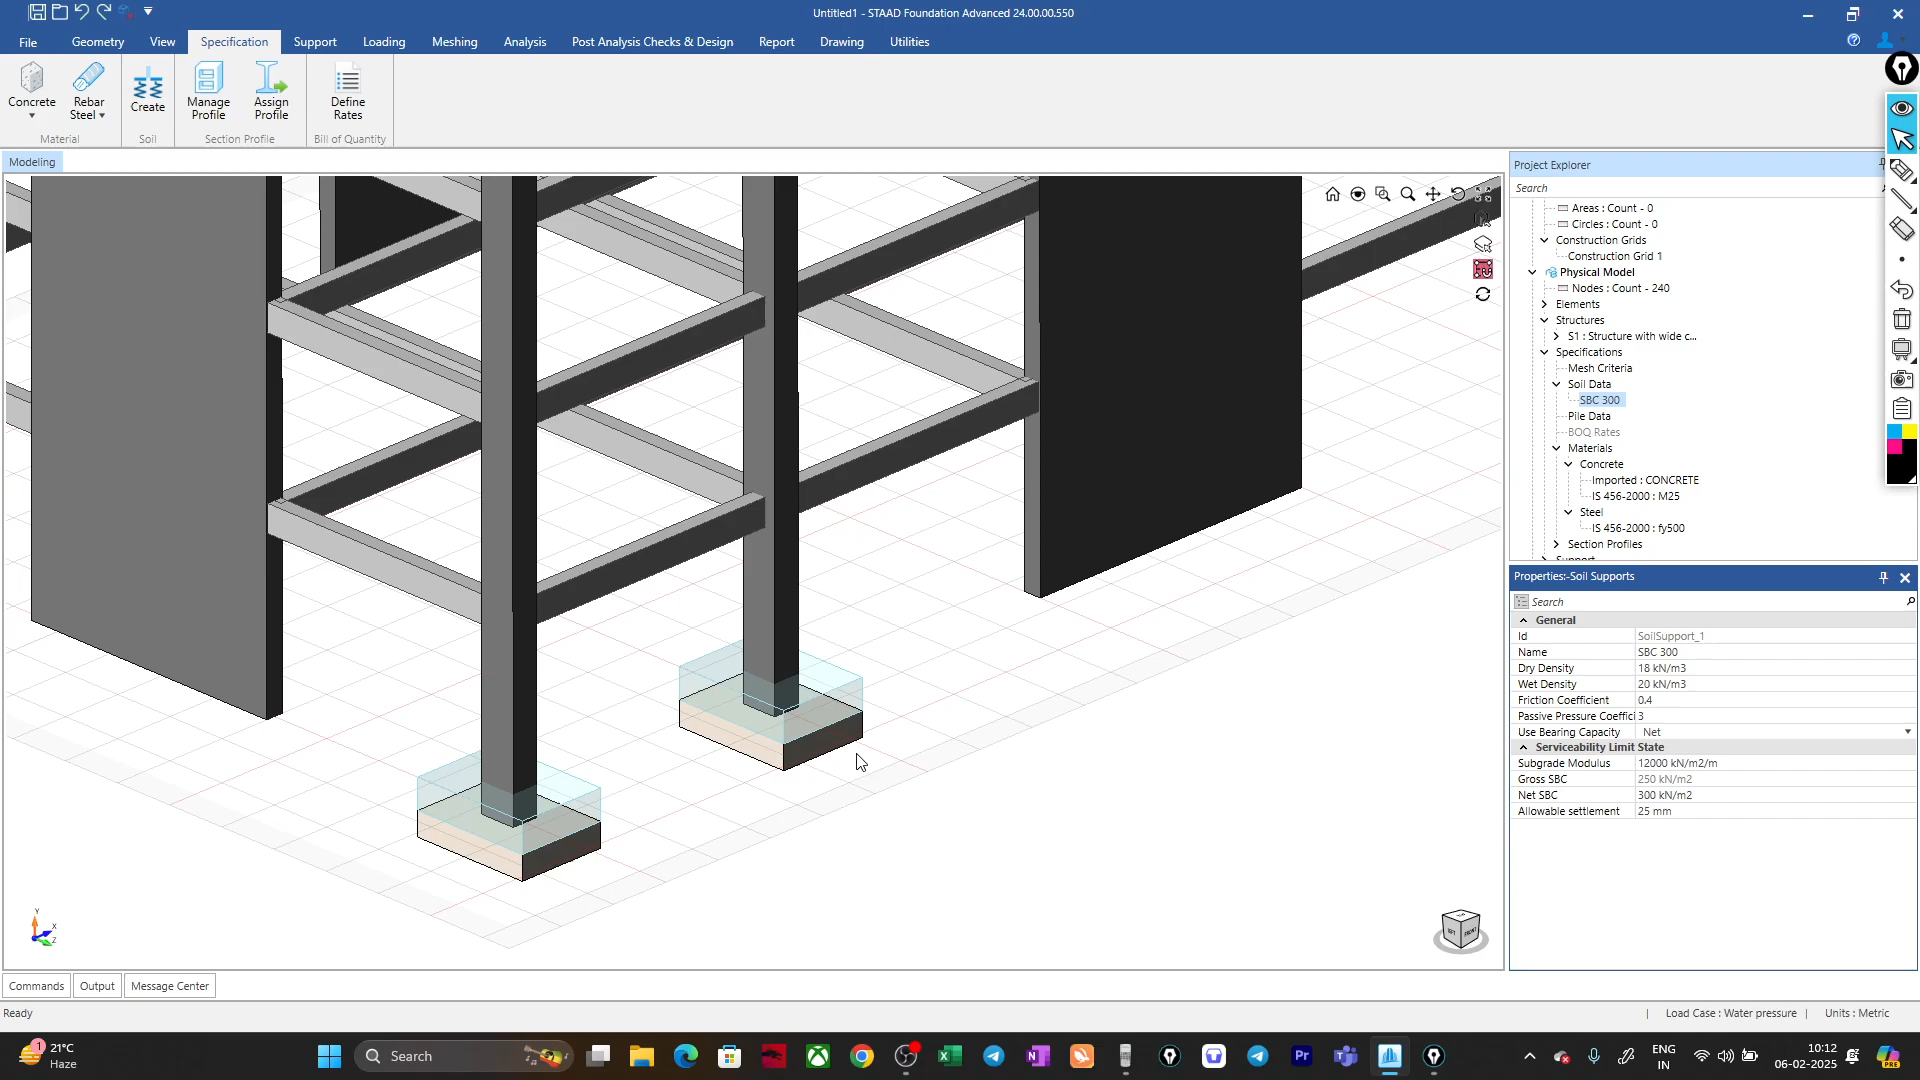 Untitled1 - STAAD Foundation Advanced 24.00.00.550
File Geometry View Specification Support Loading Meshing Analysis Post Analysis Checks & Design Report Drawing Utilities
Concrete
Rebar Steel
Create
Manage Profile
Assign Profile
Define Rates
Material Soil Section Profile Bill of Quantity
Modeling
Project Explorer
Search
Areas : Count - 0
Circles : Count - 0
Construction Grids
Construction Grid 1
Physical Model
Nodes : Count - 240
Elements
Structures
S1 : Structure with wide c...
Specifications
Mesh Criteria
Soil Data
SBC 300
Pile Data
BOQ Rates
Materials
Concrete
Imported : CONCRETE
IS 456-2000 : M25
Steel
IS 456-2000 : fy500
Section Profiles
Properties:-Soil Supports
Search
General
Id SoilSupport_1
Name SBC 300
Dry Density 18 kN/m3
Wet Density 20 kN/m3
Friction Coefficient 0.4
Passive Pressure Coeffici 3
Use Bearing Capacity Net
Serviceability Limit State
Subgrade Modulus 12000 kN/m2/m
Gross SBC 250 kN/m2
Net SBC 300 kN/m2
Allowable settlement 25 mm
Y
X
Z
LEFT FRONT
Commands Output Message Center
Ready
| Load Case : Water pressure | Units : Metric
1
21°C
Haze
Search
ENG
IN
10:12
06-02-2025